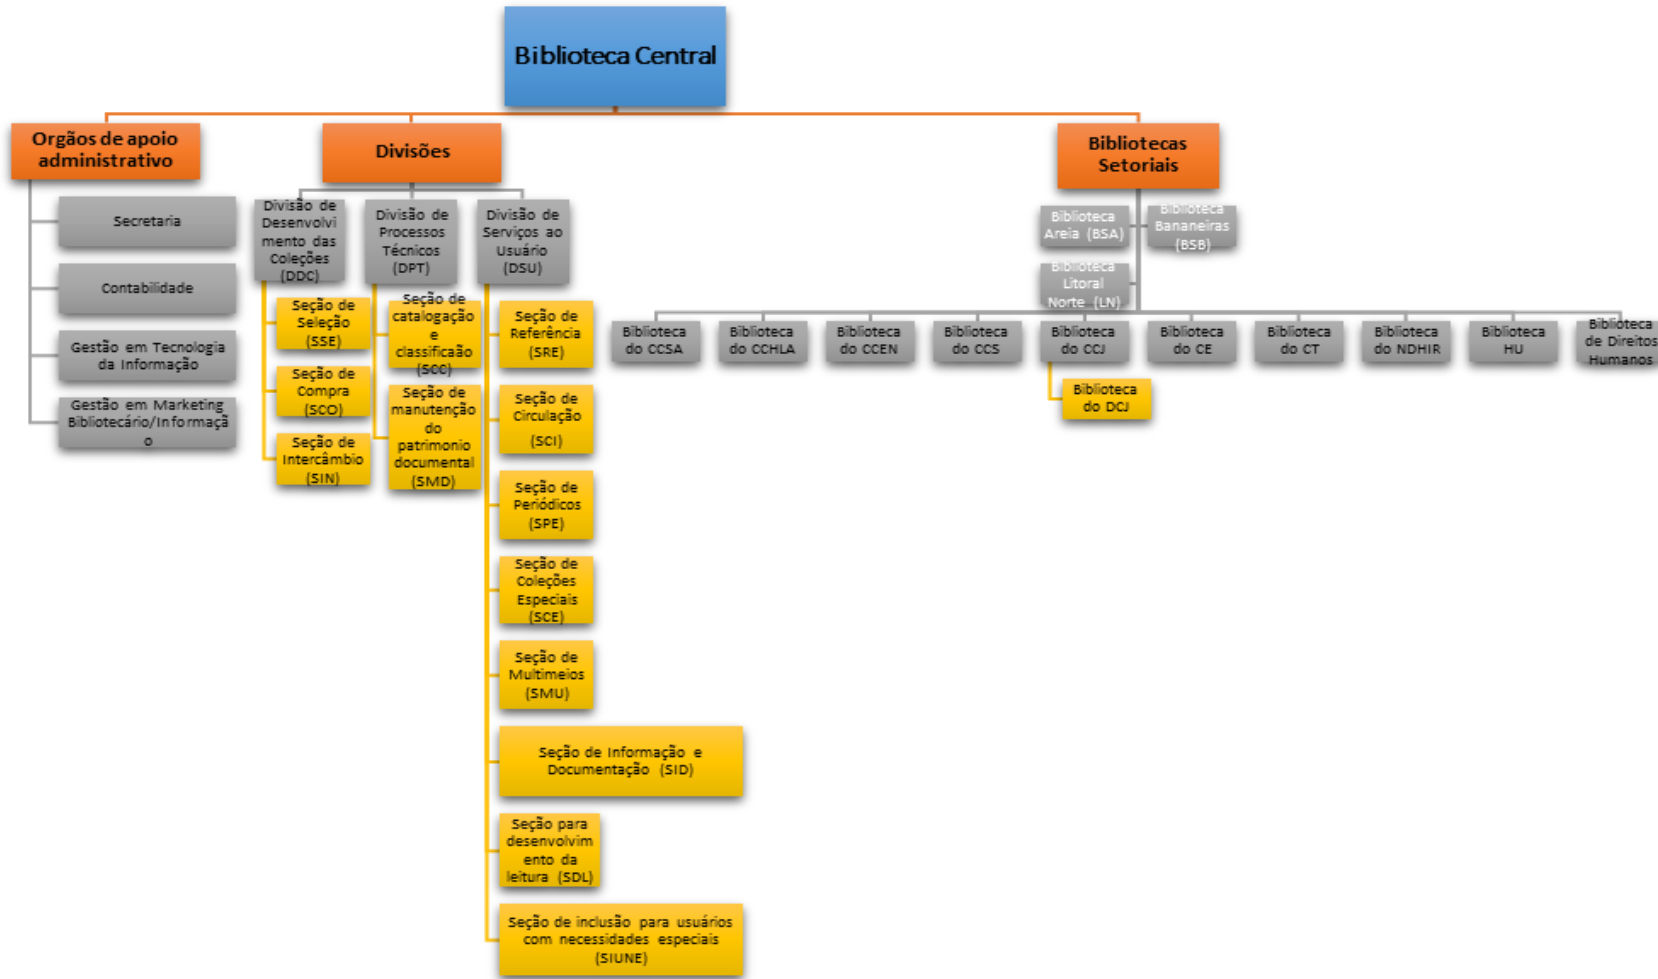 Biblioteca Central
Orgãos de apoio
administrativo
Divisões
Bibliotecas
Setoriais
Secretaria
Contabilidade
Gestão em Tecnologia
da Informação
Gestão em Marketing
Bibliotecário/Informaçã
o
Divisão de
Desenvolvi
mento das
Coleções
(DDC)
Seção de
Seleção
(SSE)
Seção de
Compra
(SCO)
Seção de
Intercâmbio
(SIN)
Divisão de
Processos
Técnicos
(DPT)
Seção de
catalogação
e
classificaão
(SCC)
Seção de
manutenção
do
patrimonio
documental
(SMD)
Divisão de
Serviços ao
Usuário
(DSU)
Seção de
Referência
(SRE)
Seção de
Circulação
(SCI)
Seção de
Periódicos
(SPE)
Seção de
Coleções
Especiais
(SCE)
Seção de
Multimeios
(SMU)
Seção de Informação e
Documentação (SID)
Seção para
desenvolvim
ento da
leitura (SDL)
Seção de inclusão para usuários
com necessidades especiais
(SIUNE)
Biblioteca
Areia (BSA)
Biblioteca
Bananeiras
(BSB)
Biblioteca
Litoral
Norte (LN)
Biblioteca
do CCSA
Biblioteca
do CCHLA
Biblioteca
do CCEN
Biblioteca
do CCS
Biblioteca
do CCJ
Biblioteca
do DCJ
Biblioteca
do CE
Biblioteca
do CT
Biblioteca
do NDHIR
Biblioteca
HU
Biblioteca
de Direitos
Humanos